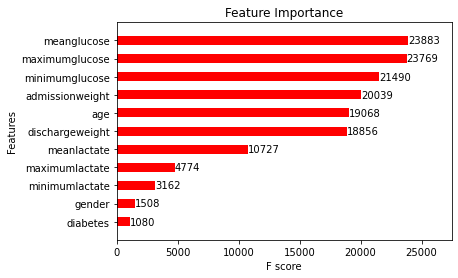 Feature Importance
meanglucose 23883
maximumglucose 23769
minimumglucose 21490
admissionweight 20039
age 19068
dischargeweight 18856
meanlactate 10727
maximumlactate 4774
minimumlactate 3162
gender 1508
diabetes 1080
Features
0 5000 10000 15000 20000 25000
F score